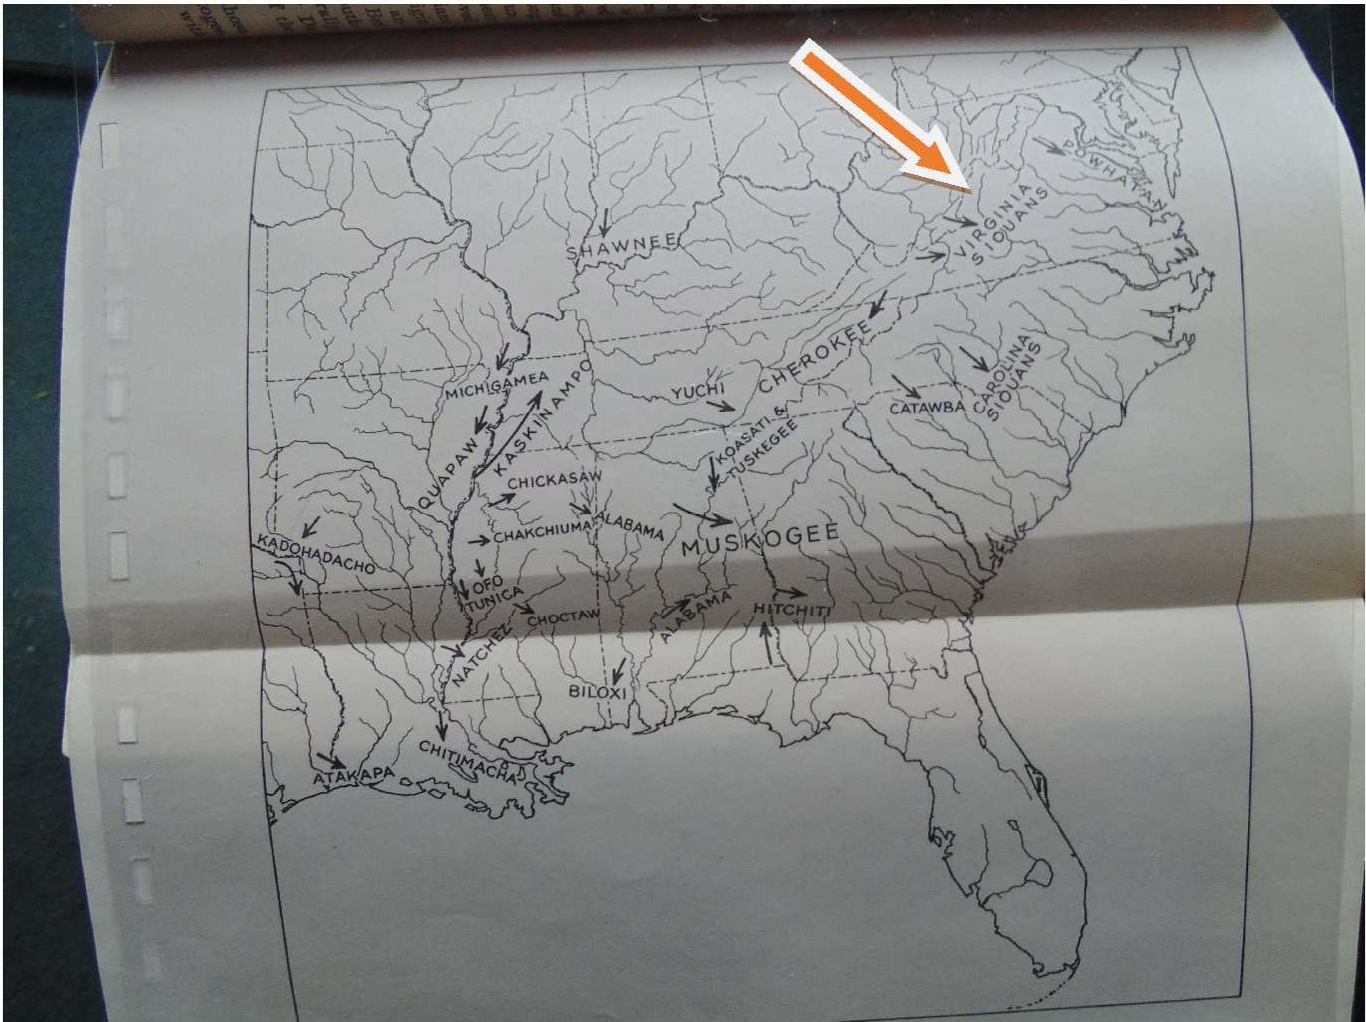 POWHATAN
VIRGINIA
SIOUANS
SHAWNEE
CHEROKEE
MICHIGAMEA
KASKINAMPO
YUCHI
CATAWBA
CAROLINA
SIOUANS
QUAPAW
KOASATI &
TUSKEGEE
CHICKASAW
CHAKCHIUMA
ALABAMA
MUSKOGEE
KADOHADACHO
OFO
TUNICA
CHOCTAW
ALABAMA
HITCHITI
NATCHEZ
BILOXI
CHITIMACHA
ATAKAPA